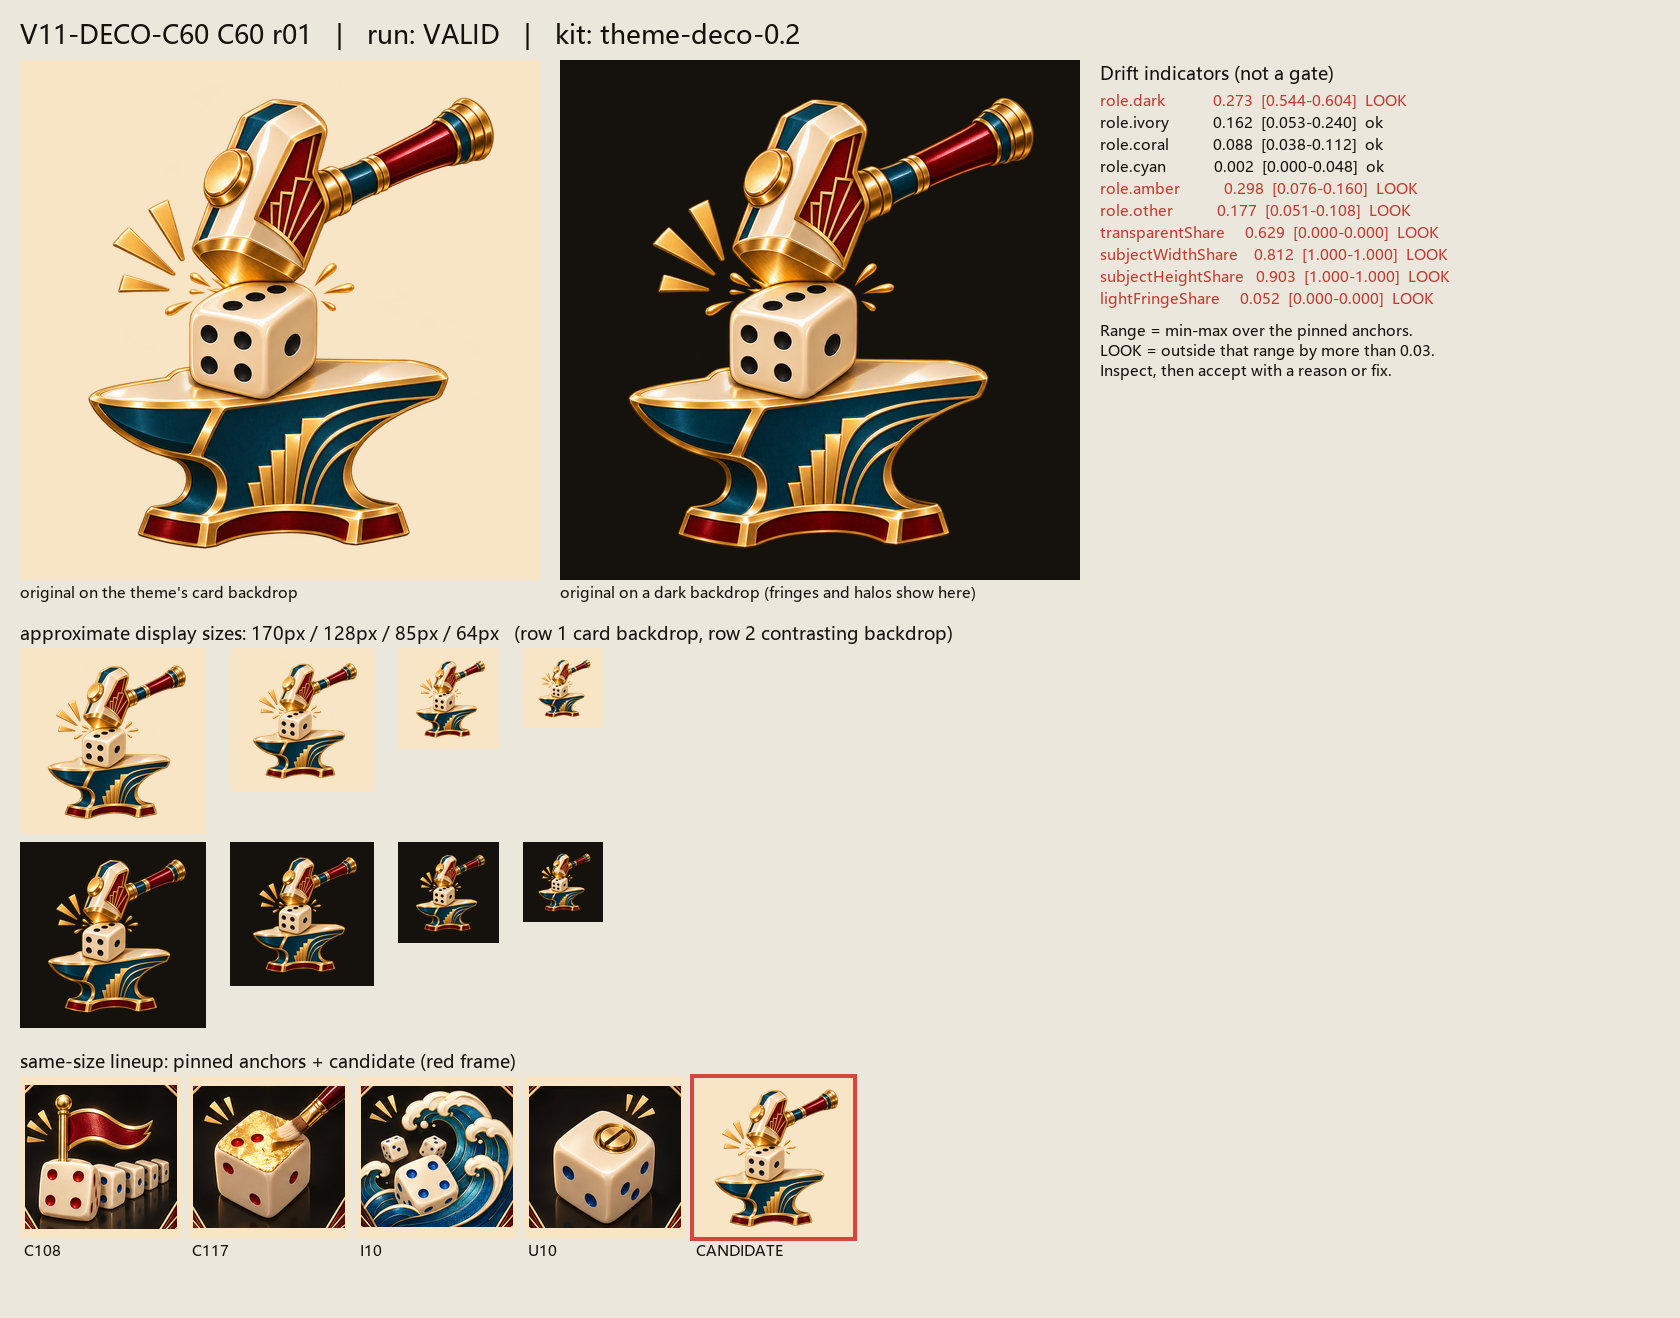 V11-DECO-C60 C60 r01 | run: VALID | kit: theme-deco-0.2
Drift indicators (not a gate)
role.dark 0.273 [0.544-0.604] LOOK
role.ivory 0.162 [0.053-0.240] ok
role.coral 0.088 [0.038-0.112] ok
role.cyan 0.002 [0.000-0.048] ok
role.amber 0.298 [0.076-0.160] LOOK
role.other 0.177 [0.051-0.108] LOOK
transparentShare 0.629 [0.000-0.000] LOOK
subjectWidthShare 0.812 [1.000-1.000] LOOK
subjectHeightShare 0.903 [1.000-1.000] LOOK
lightFringeShare 0.052 [0.000-0.000] LOOK
Range = min-max over the pinned anchors.
LOOK = outside that range by more than 0.03.
Inspect, then accept with a reason or fix.
original on the theme's card backdrop
original on a dark backdrop (fringes and halos show here)
approximate display sizes: 170px / 128px / 85px / 64px (row 1 card backdrop, row 2 contrasting backdrop)
same-size lineup: pinned anchors + candidate (red frame)
C108
C117
I10
U10
CANDIDATE